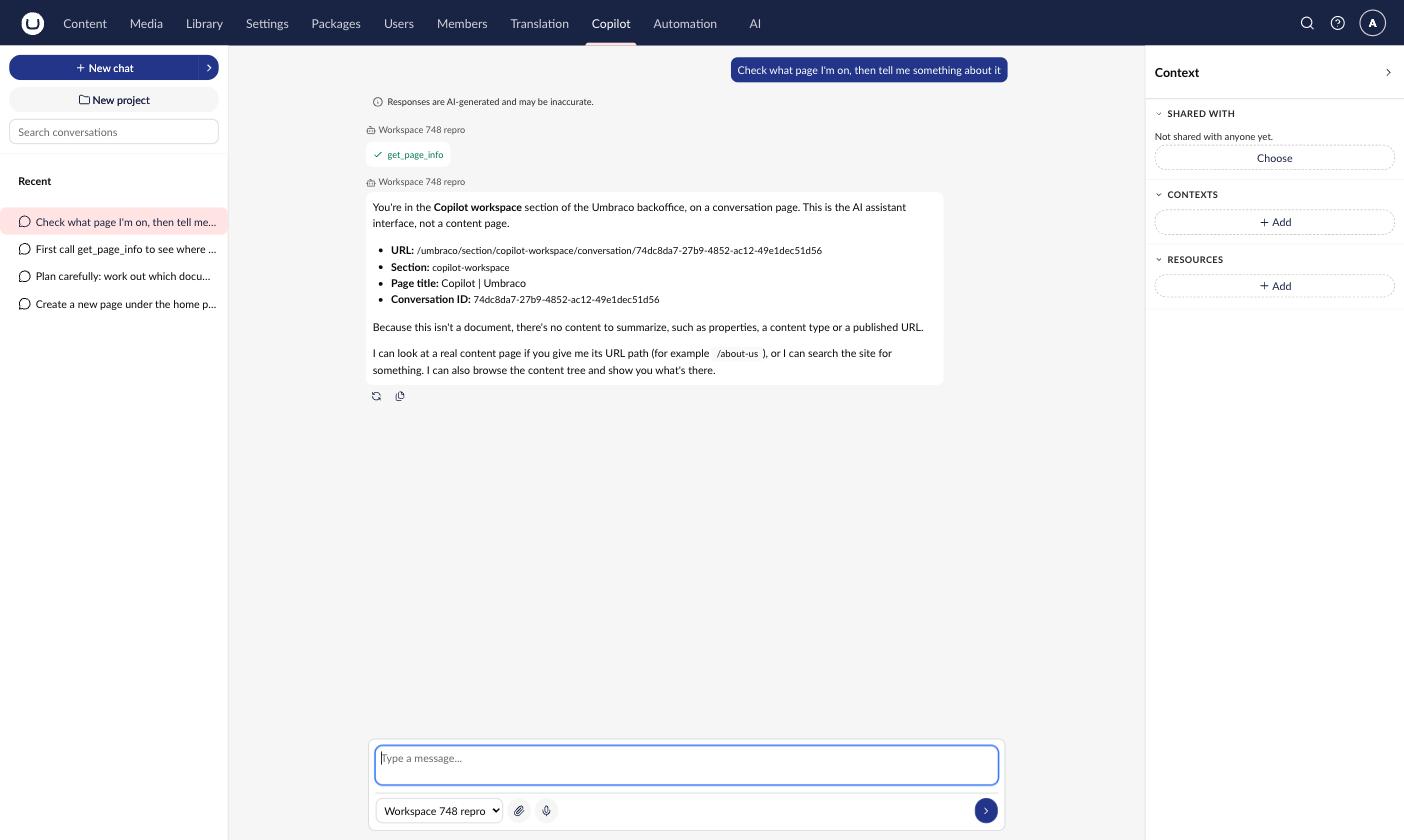 Content Media Library Settings Packages Users Members Translation Copilot Automation AI
A
New chat
New project
Search conversations
Recent
Check what page I'm on, then tell me...
First call get_page_info to see where ...
Plan carefully: work out which docu...
Create a new page under the home p...
Check what page I'm on, then tell me something about it
Responses are AI-generated and may be inaccurate.
Workspace 748 repro
get_page_info
Workspace 748 repro
You're in the Copilot workspace section of the Umbraco backoffice, on a conversation page. This is the AI assistant
interface, not a content page.
• URL: /umbraco/section/copilot-workspace/conversation/74dc8da7-27b9-4852-ac12-49e1dec51d56
• Section: copilot-workspace
• Page title: Copilot | Umbraco
• Conversation ID: 74dc8da7-27b9-4852-ac12-49e1dec51d56
Because this isn't a document, there's no content to summarize, such as properties, a content type or a published URL.
I can look at a real content page if you give me its URL path (for example /about-us ), or I can search the site for
something. I can also browse the content tree and show you what's there.
Type a message...
Workspace 748 repro
Context
SHARED WITH
Not shared with anyone yet.
Choose
CONTEXTS
+ Add
RESOURCES
+ Add